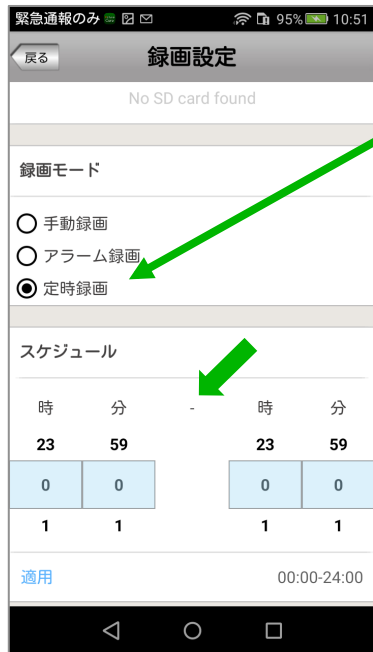 緊急通報のみ 95% 10:51
戻る 録画設定
No SD card found
録画モード
手動録画
アラーム録画
定時録画
スケジュール
時 分 - 時 分
23 59 23 59
0 0 0 0
1 1 1 1
適用 00:00-24:00